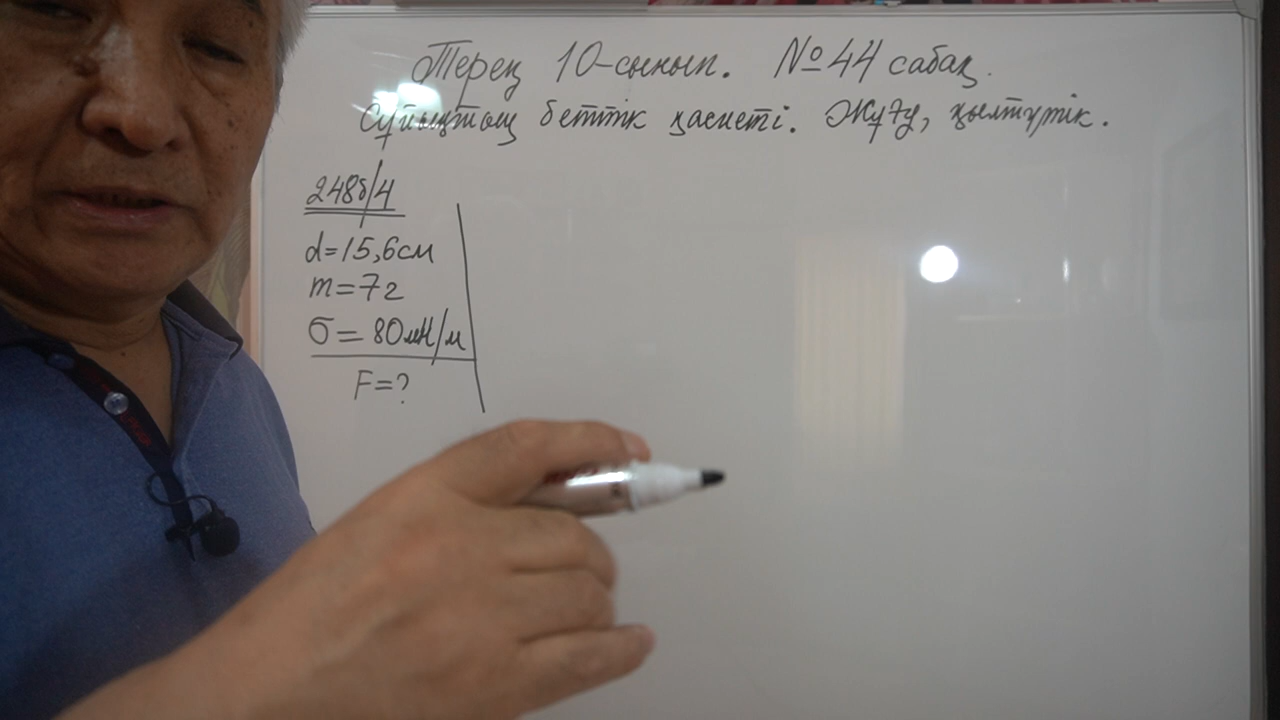 Терең 10-сынып. №44 сабақ.
Сұйықтың беттік қасиеті. Жұғу, қылтүтік.
248б/4
d=15,6см
m=7г
σ=80мН/м
F=?